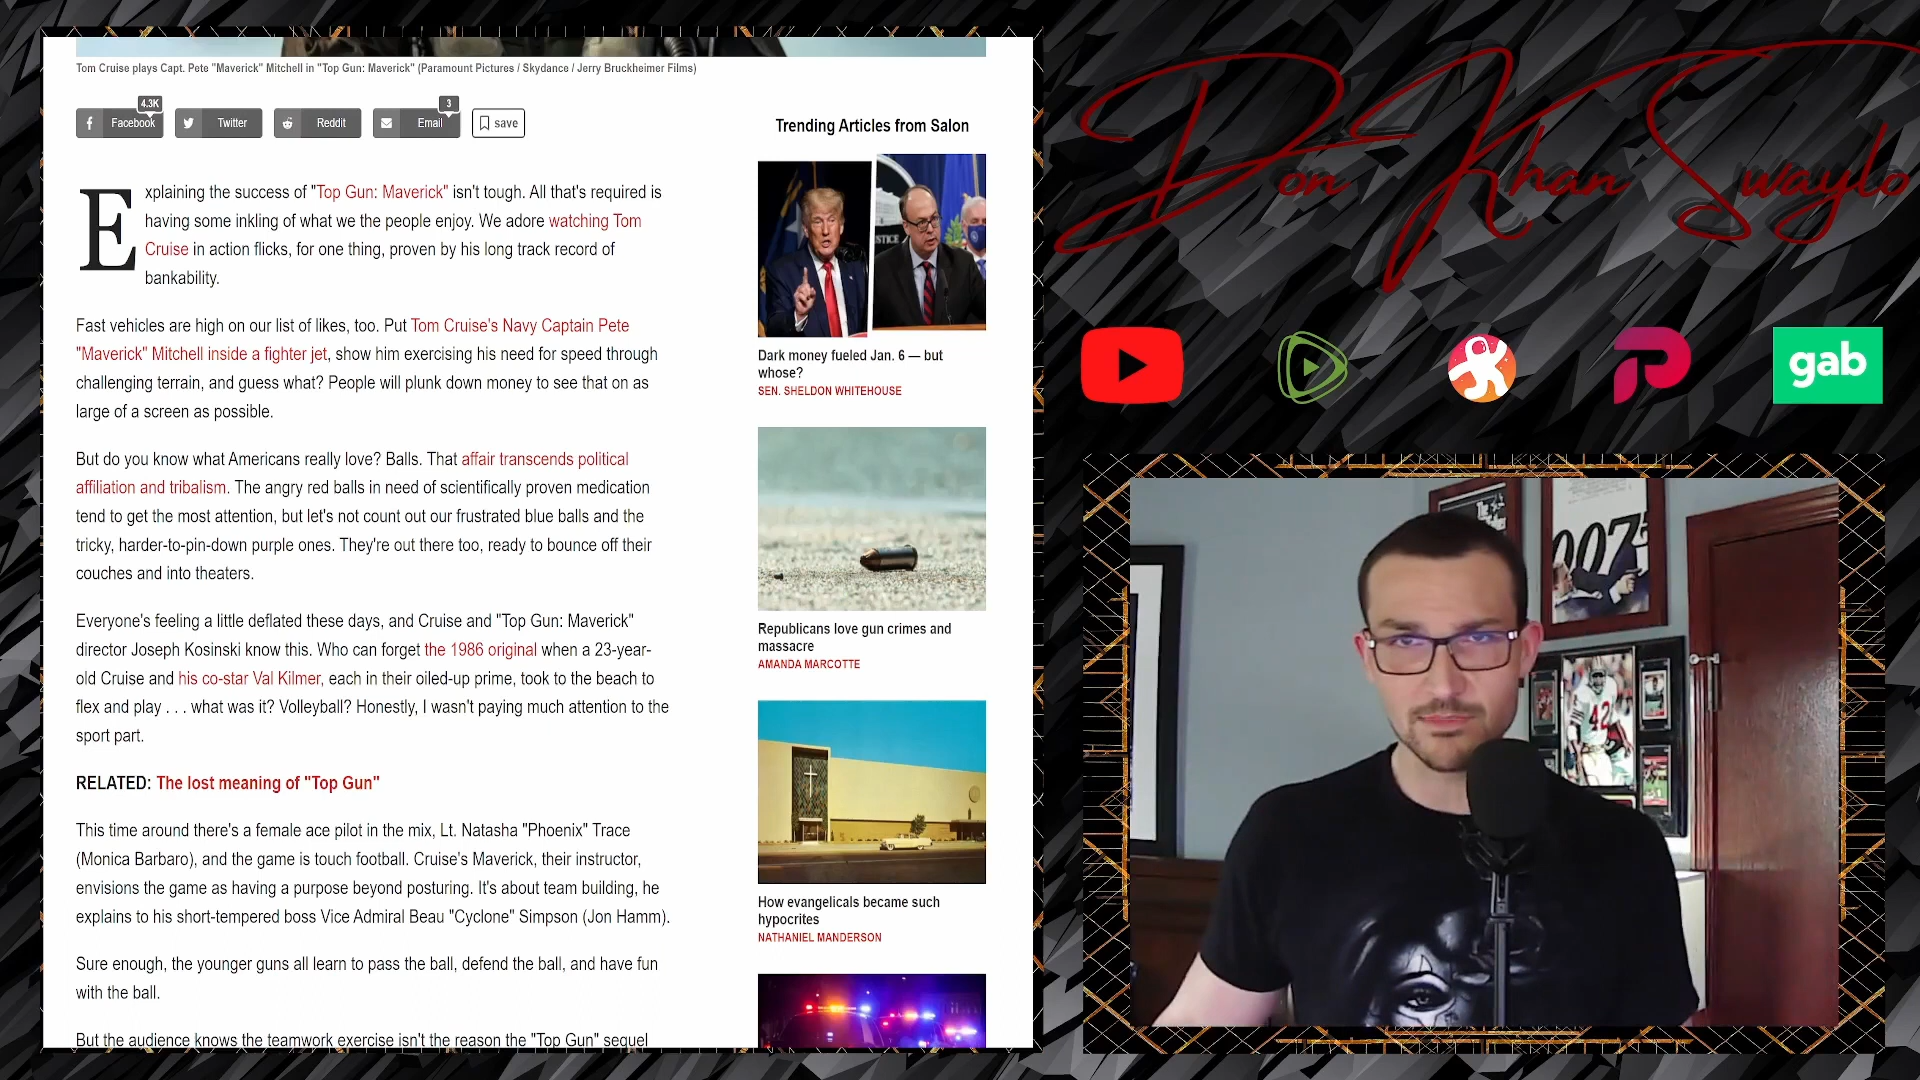 Tom Cruise plays Capt. Pete "Maverick" Mitchell in "Top Gun: Maverick" (Paramount Pictures / Skydance / Jerry Bruckheimer Films)
4.3K
3
Facebook
Twitter
Reddit
Email
save
Explaining the success of "Top Gun: Maverick" isn't tough. All that's required is
having some inkling of what we the people enjoy. We adore watching Tom
Cruise in action flicks, for one thing, proven by his long track record of
bankability.
Fast vehicles are high on our list of likes, too. Put Tom Cruise's Navy Captain Pete
"Maverick" Mitchell inside a fighter jet, show him exercising his need for speed through
challenging terrain, and guess what? People will plunk down money to see that on as
large of a screen as possible.
But do you know what Americans really love? Balls. That affair transcends political
affiliation and tribalism. The angry red balls in need of scientifically proven medication
tend to get the most attention, but let's not count out our frustrated blue balls and the
tricky, harder-to-pin-down purple ones. They're out there too, ready to bounce off their
couches and into theaters.
Everyone's feeling a little deflated these days, and Cruise and "Top Gun: Maverick"
director Joseph Kosinski know this. Who can forget the 1986 original when a 23-year-
old Cruise and his co-star Val Kilmer, each in their oiled-up prime, took to the beach to
flex and play . . . what was it? Volleyball? Honestly, I wasn't paying much attention to the
sport part.
RELATED: The lost meaning of "Top Gun"
This time around there's a female ace pilot in the mix, Lt. Natasha "Phoenix" Trace
(Monica Barbaro), and the game is touch football. Cruise's Maverick, their instructor,
envisions the game as having a purpose beyond posturing. It's about team building, he
explains to his short-tempered boss Vice Admiral Beau "Cyclone" Simpson (Jon Hamm).
Sure enough, the younger guns all learn to pass the ball, defend the ball, and have fun
with the ball.
But the audience knows the teamwork exercise isn't the reason the "Top Gun" sequel
Trending Articles from Salon
STICE
Dark money fueled Jan. 6 — but
whose?
SEN. SHELDON WHITEHOUSE
Republicans love gun crimes and
massacre
AMANDA MARCOTTE
How evangelicals became such
hypocrites
NATHANIEL MANDERSON
Don Khan Swaylo
gab
007
42